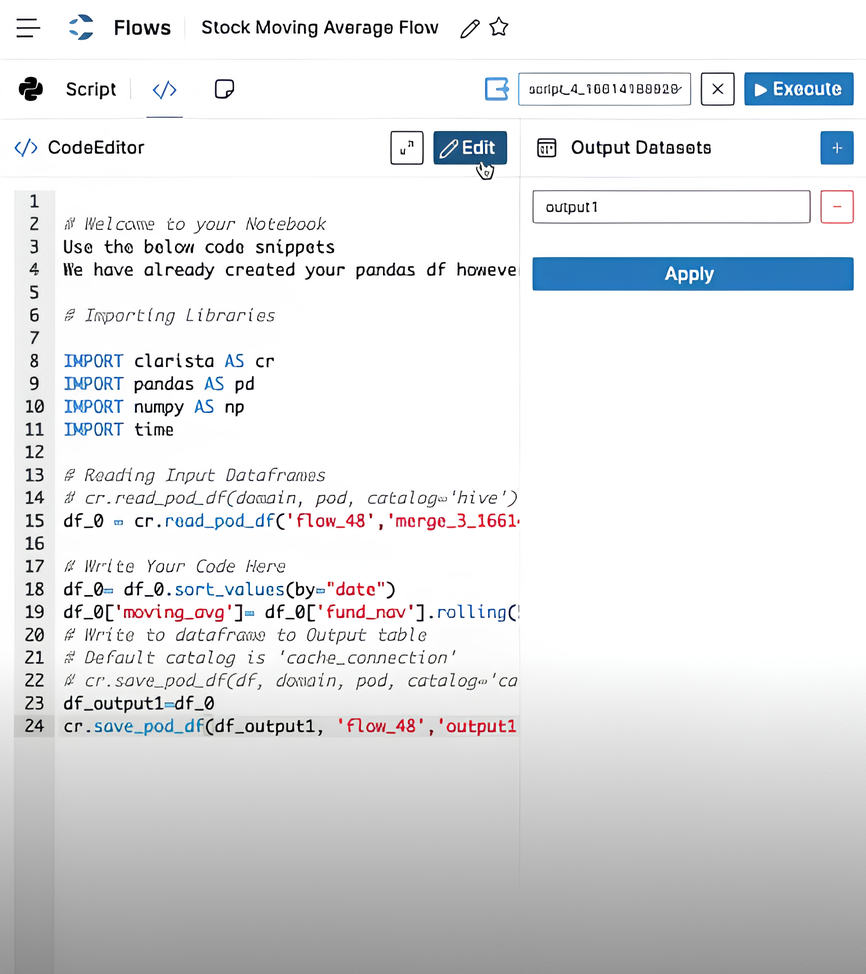 Flows Stock Moving Average Flow
Script Execute
CodeEditor Edit Output Datasets +
output1 −
Apply
1
2 # Welcome to your Notebook
3 Use the below code snippets
4 We have already created your pandas df howeve
5
6 # Importing Libraries
7
8 IMPORT clarista AS cr
9 IMPORT pandas AS pd
10 IMPORT numpy AS np
11 IMPORT time
12
13 # Reading Input Dataframes
14 # cr.read_pod_df(domain, pod, catalog='hive')
15 df_0 = cr.read_pod_df('flow_48','merge_3_1661
16
17 # Write Your Code Here
18 df_0= df_0.sort_values(by="date")
19 df_0['moving_avg']= df_0['fund_nav'].rolling(
20 # Write to dataframe to Output table
21 # Default catalog is 'cache_connection'
22 # cr.save_pod_df(df, domain, pod, catalog='ca
23 df_output1=df_0
24 cr.save_pod_df(df_output1, 'flow_48','output1